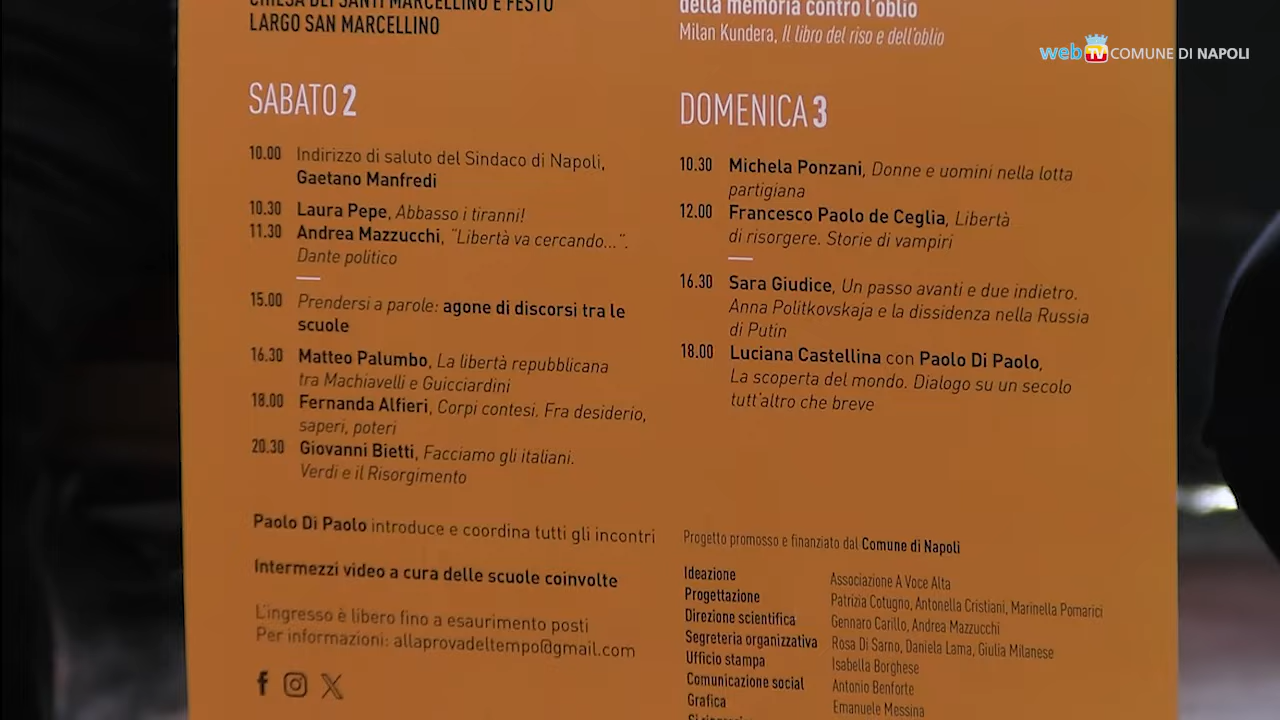 CHIESA DEI SANTI MARCELLINO E FESTO
LARGO SAN MARCELLINO
SABATO 2
10.00 Indirizzo di saluto del Sindaco di Napoli,
Gaetano Manfredi
10.30 Laura Pepe, Abbasso i tiranni!
11.30 Andrea Mazzucchi, “Libertà va cercando...”.
Dante politico
15.00 Prendersi a parole: agone di discorsi tra le
scuole
16.30 Matteo Palumbo, La libertà repubblicana
tra Machiavelli e Guicciardini
18.00 Fernanda Alfieri, Corpi contesi. Fra desiderio,
saperi, poteri
20.30 Giovanni Bietti, Facciamo gli italiani.
Verdi e il Risorgimento
Paolo Di Paolo introduce e coordina tutti gli incontri
Intermezzi video a cura delle scuole coinvolte
L'ingresso è libero fino a esaurimento posti
Per informazioni: allaprovadeltempo@gmail.com
della memoria contro l'oblio
Milan Kundera, Il libro del riso e dell'oblio
DOMENICA 3
10.30 Michela Ponzani, Donne e uomini nella lotta
partigiana
12.00 Francesco Paolo de Ceglia, Libertà
di risorgere. Storie di vampiri
16.30 Sara Giudice, Un passo avanti e due indietro.
Anna Politkovskaja e la dissidenza nella Russia
di Putin
18.00 Luciana Castellina con Paolo Di Paolo,
La scoperta del mondo. Dialogo su un secolo
tutt'altro che breve
Progetto promosso e finanziato dal Comune di Napoli
Ideazione Associazione A Voce Alta
Progettazione Patrizia Cotugno, Antonella Cristiani, Marinella Pomarici
Direzione scientifica Gennaro Carillo, Andrea Mazzucchi
Segreteria organizzativa Rosa Di Sarno, Daniela Lama, Giulia Milanese
Ufficio stampa Isabella Borghese
Comunicazione social Antonio Benforte
Grafica Emanuele Messina
web TV COMUNE DI NAPOLI